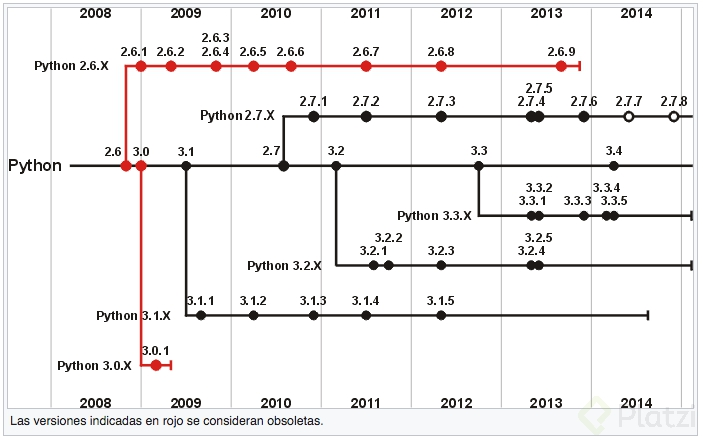 2008 2009 2010 2011 2012 2013 2014
2.6.3
2.6.1 2.6.2 2.6.4 2.6.5 2.6.6 2.6.7 2.6.8 2.6.9
Python 2.6.X
2.7.5
2.7.1 2.7.2 2.7.3 2.7.4 2.7.6 2.7.7 2.7.8
Python 2.7.X
2.6 3.0 3.1 2.7 3.2 3.3 3.4
Python
3.3.2 3.3.4
3.3.1 3.3.3 3.3.5
Python 3.3.X
3.2.2 3.2.5
3.2.1 3.2.3 3.2.4
Python 3.2.X
3.1.1 3.1.2 3.1.3 3.1.4 3.1.5
Python 3.1.X
3.0.1
Python 3.0.X
2008 2009 2010 2011 2012 2013 2014
Las versiones indicadas en rojo se consideran obsoletas.
Platzi